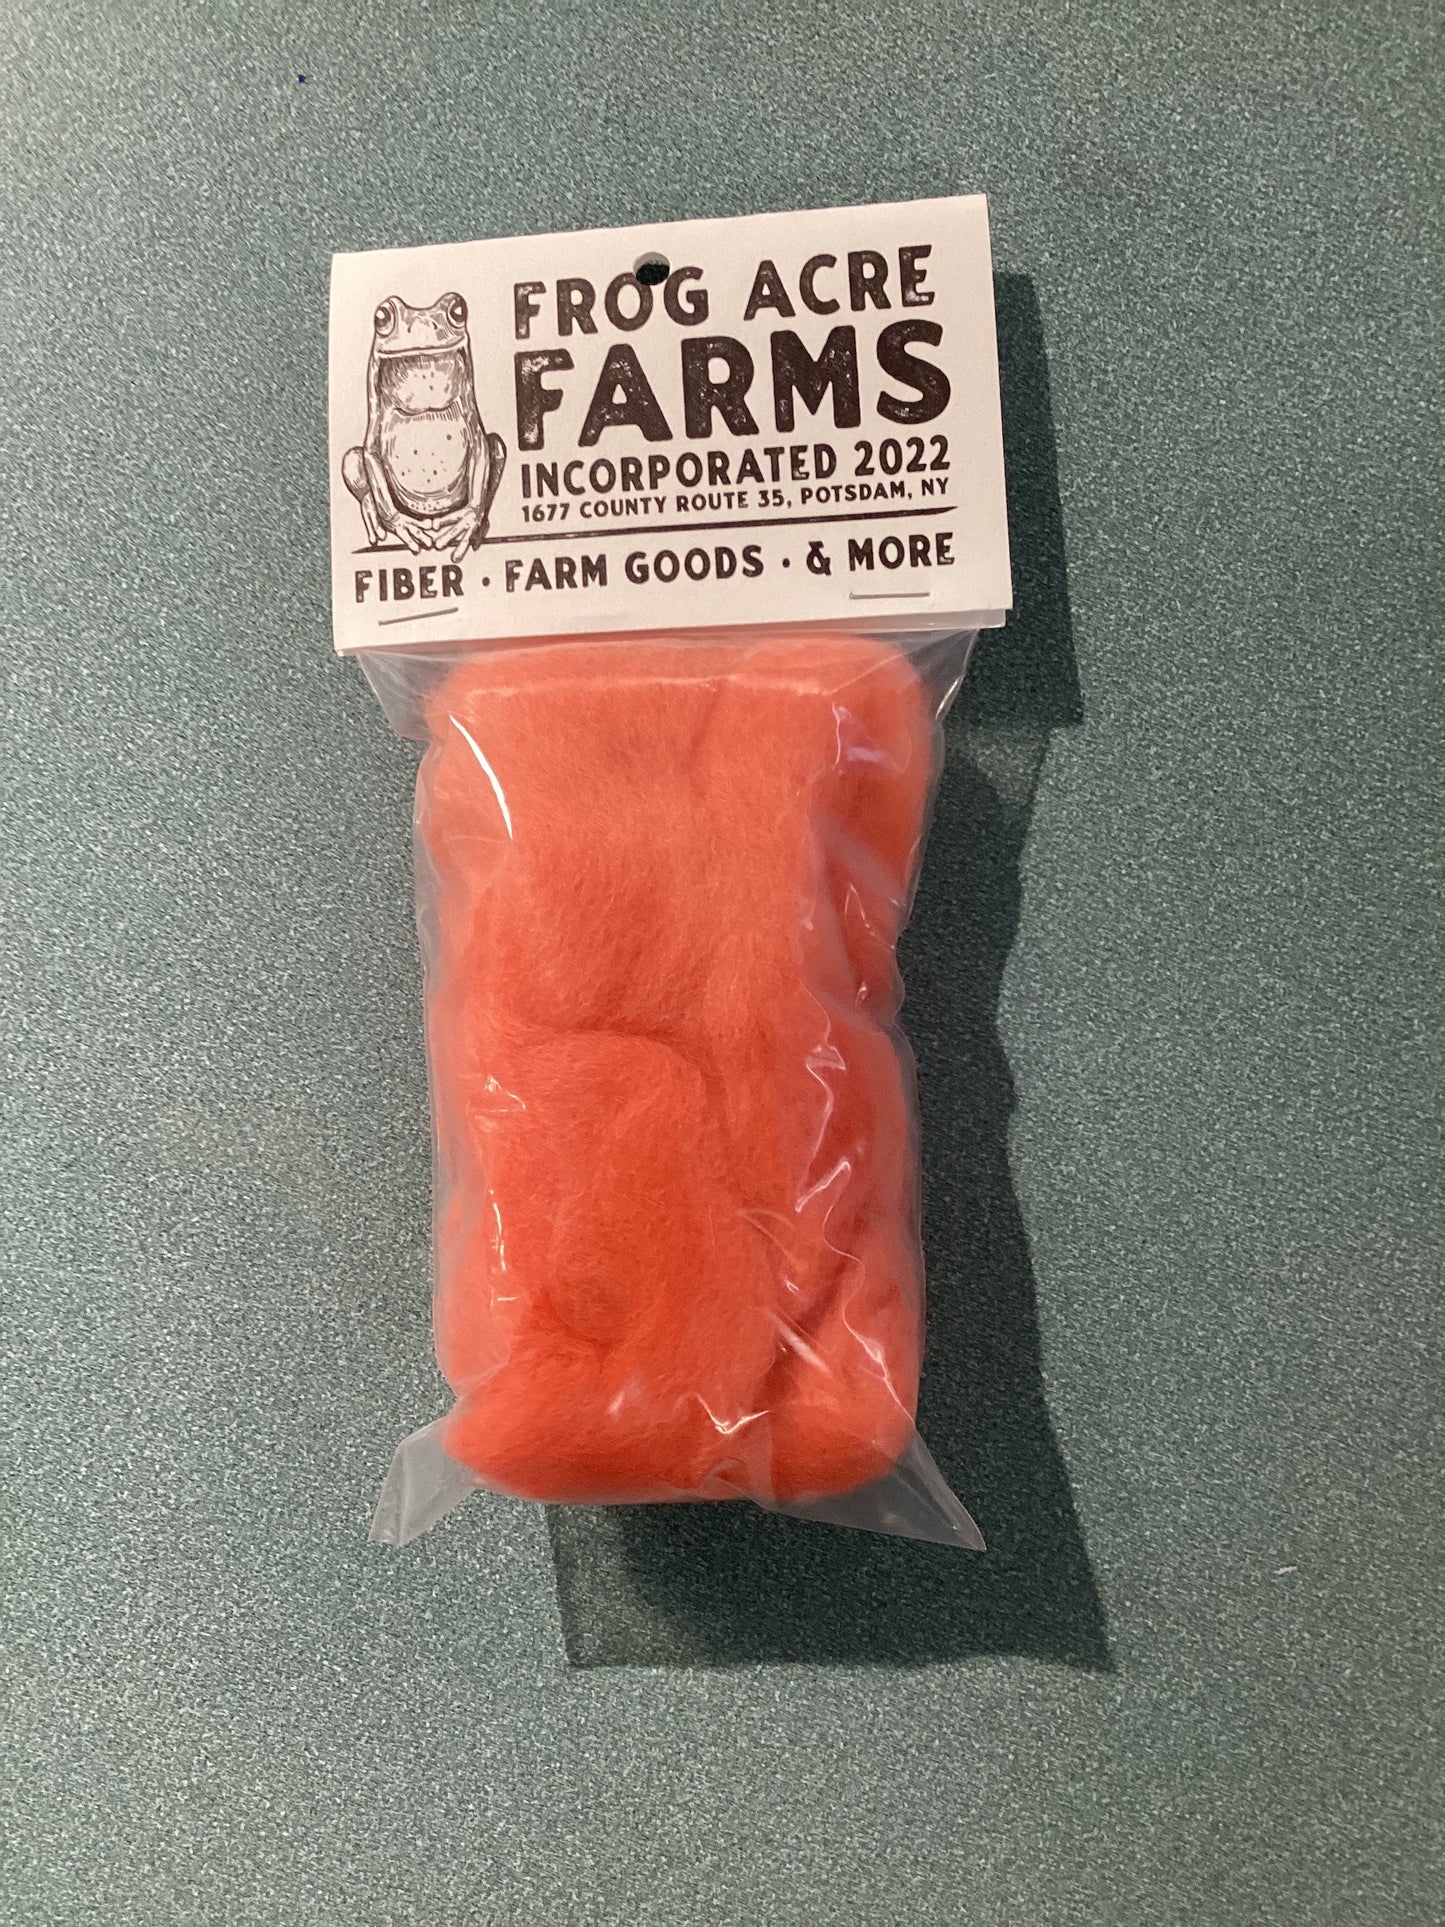 FROG ACRE
FARMS
INCORPORATED 2022
1677 COUNTY ROUTE 35, POTSDAM, NY
FIBER · FARM GOODS · & MORE